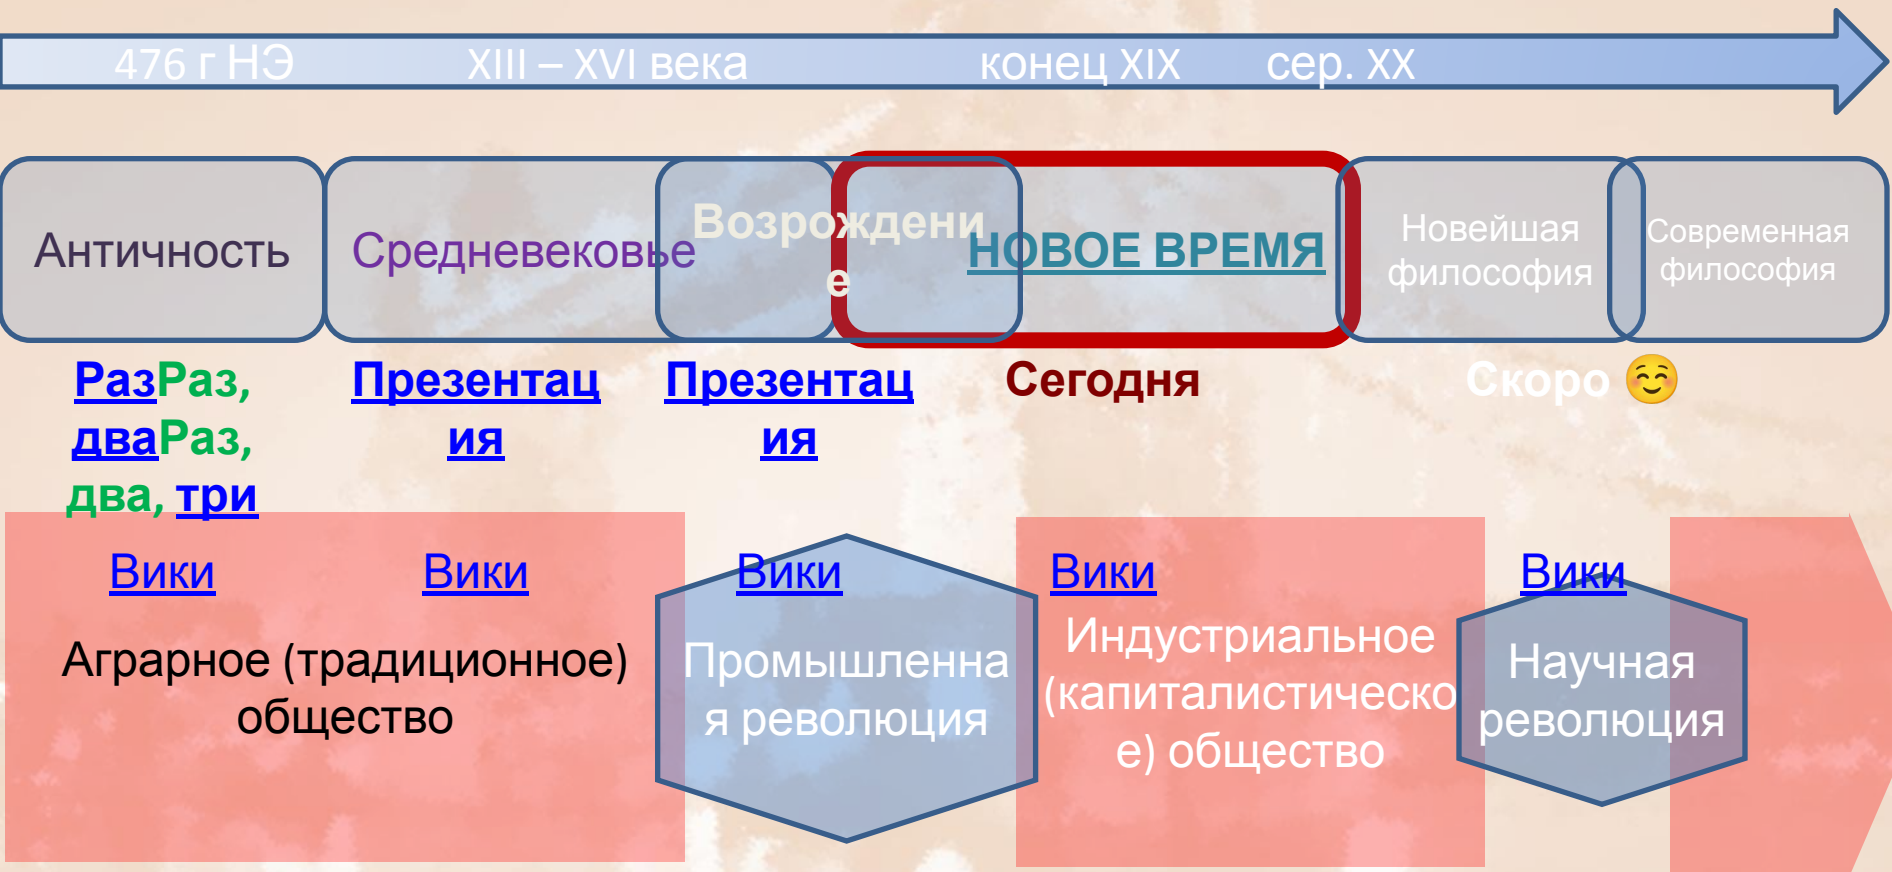 476 г НЭ
XIII – XVI века
конец XIX
сер. XX
Античность
Средневековье
Возрождени
е
НОВОЕ ВРЕМЯ
Новейшая
философия
Современная
философия
РазРаз,
дваРаз,
два, три
Презентац
ия
Презентац
ия
Сегодня
Скоро ☺️
Вики
Вики
Вики
Вики
Вики
Аграрное (традиционное)
общество
Промышленна
я революция
Индустриальное
(капиталистическо
е) общество
Научная
революция